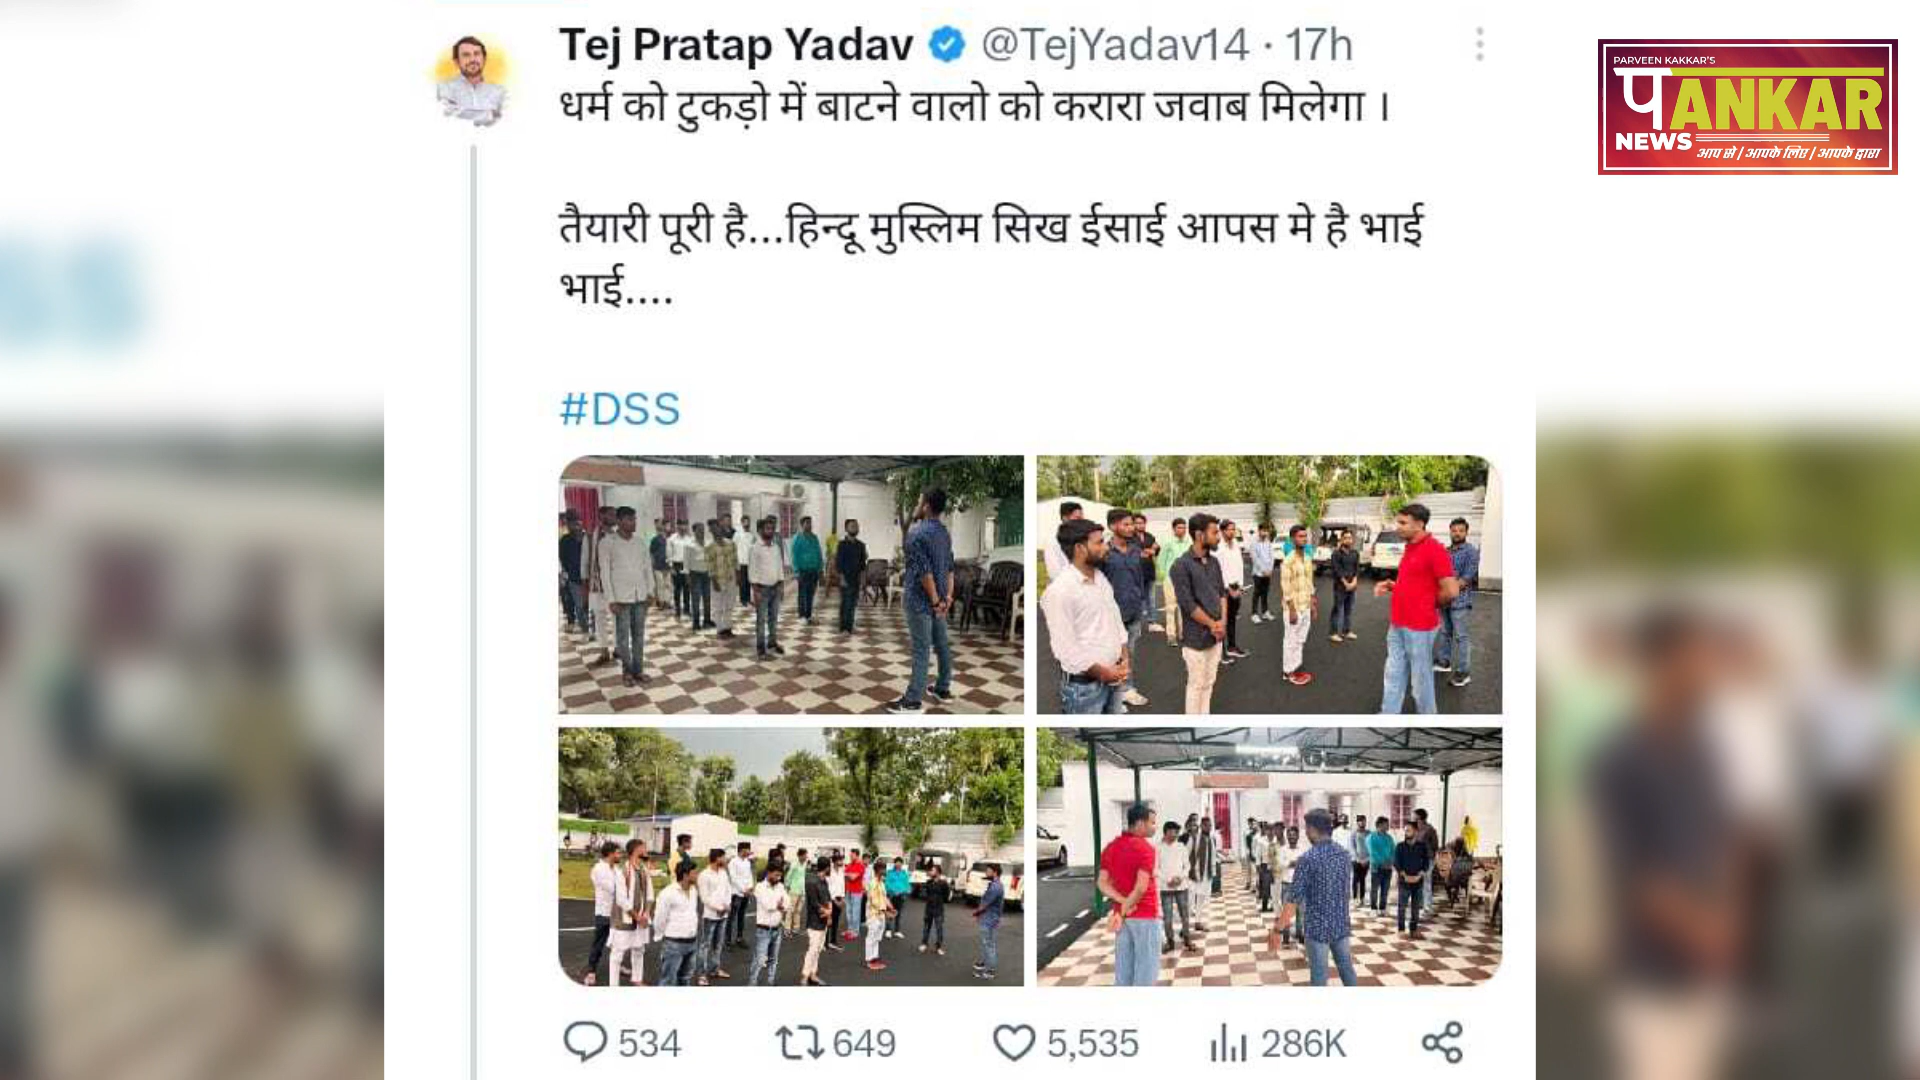 Tej Pratap Yadav @TejYadav14 · 17h
धर्म को टुकड़ो में बाटने वालो को करारा जवाब मिलेगा ।
तैयारी पूरी है...हिन्दू मुस्लिम सिख ईसाई आपस मे है भाई
भाई....
#DSS
534 649 5,535 286K
PARVEEN KAKKAR'S
पANKAR
NEWS
आप से | आपके लिए | आपके द्वारा
SS